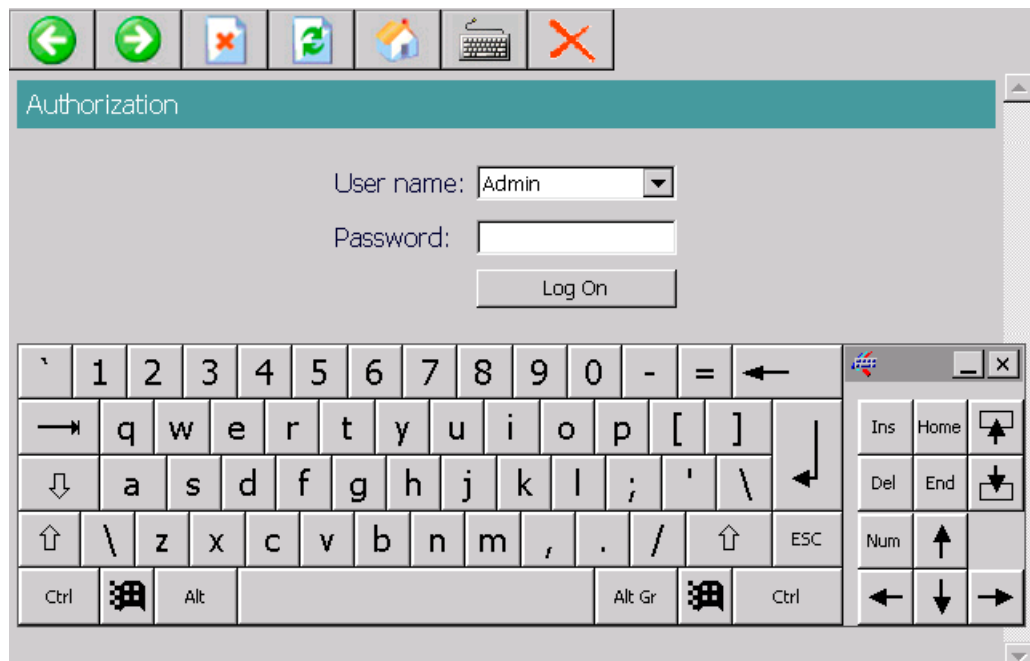 Authorization
User name: Admin
Password:
Log On
` 1 2 3 4 5 6 7 8 9 0 - =
q w e r t y u i o p [ ] Ins Home
a s d f g h j k l ; ' \ Del End
\ z x c v b n m , . / ESC Num
Ctrl Alt Alt Gr Ctrl